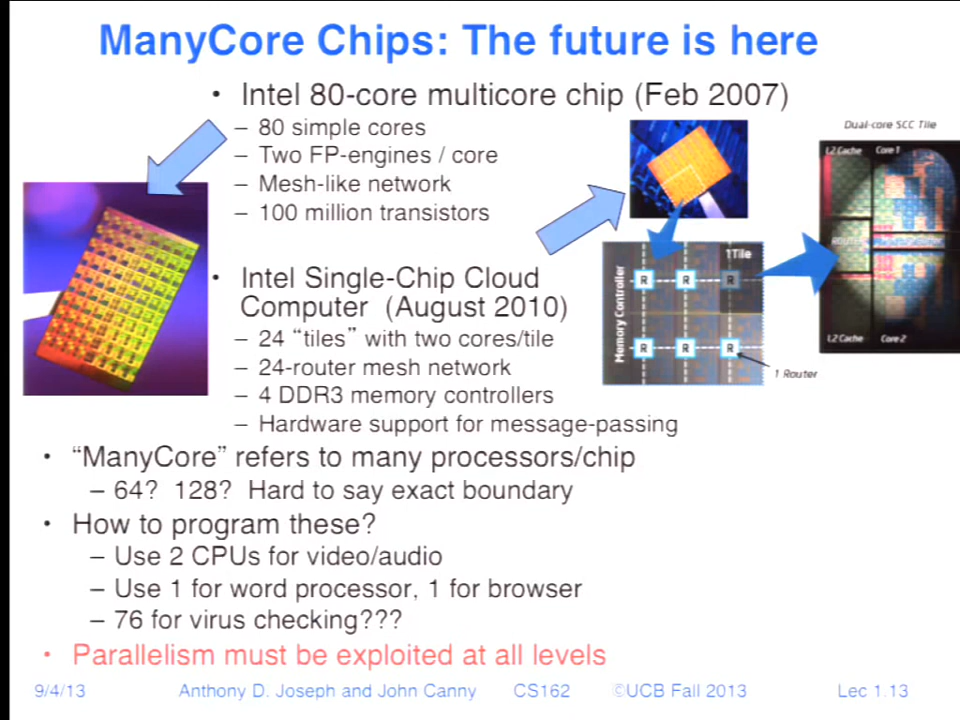 ManyCore Chips: The future is here
• Intel 80-core multicore chip (Feb 2007)
– 80 simple cores
– Two FP-engines / core
– Mesh-like network
– 100 million transistors
• Intel Single-Chip Cloud
Computer (August 2010)
– 24 “tiles” with two cores/tile
– 24-router mesh network
– 4 DDR3 memory controllers
– Hardware support for message-passing
Dual-core SCC Tile
L2 Cache Core 1
ROUTER
L2 Cache Core 2
1 Tile
Memory Controller
R R R
R R R
1 Router
• “ManyCore” refers to many processors/chip
– 64? 128? Hard to say exact boundary
• How to program these?
– Use 2 CPUs for video/audio
– Use 1 for word processor, 1 for browser
– 76 for virus checking???
• Parallelism must be exploited at all levels
9/4/13 Anthony D. Joseph and John Canny CS162 ©UCB Fall 2013 Lec 1.13